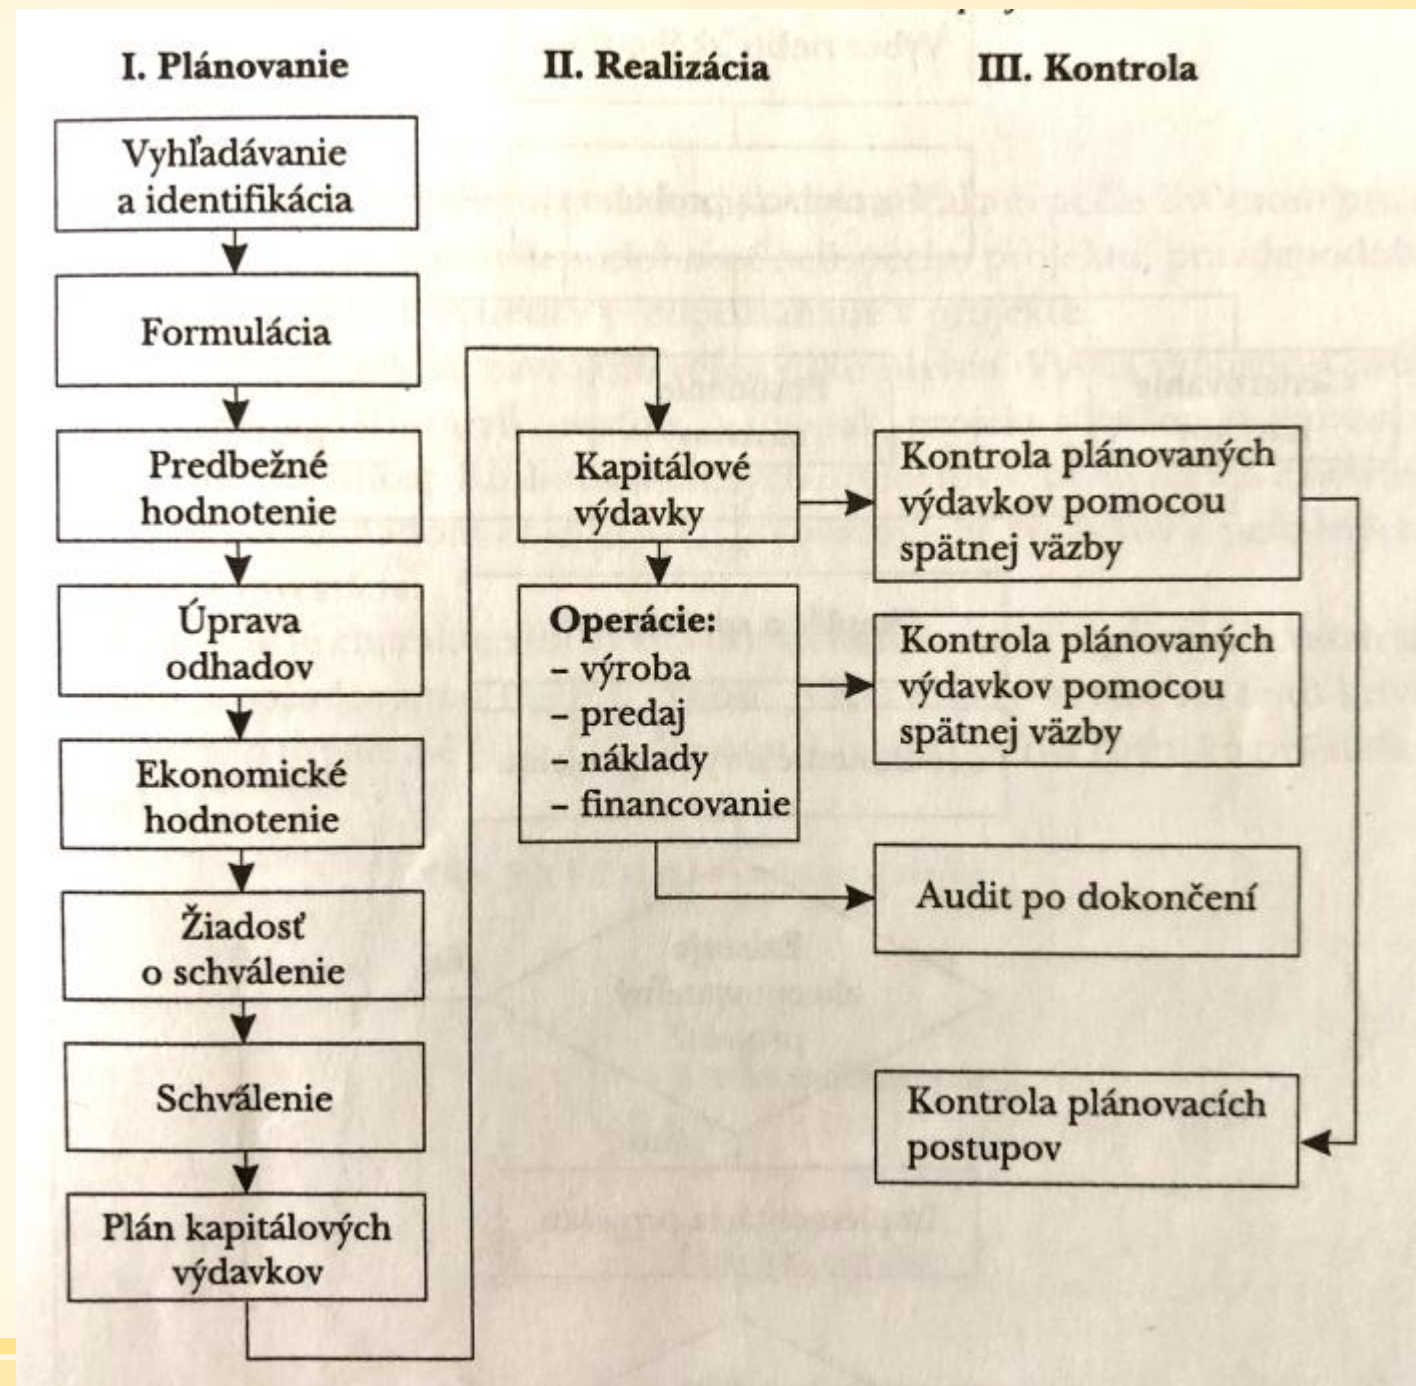 I. Plánovanie
Vyhľadávanie
a identifikácia
Formulácia
Predbežné
hodnotenie
Úprava
odhadov
Ekonomické
hodnotenie
Žiadosť
o schválenie
Schválenie
Plán kapitálových
výdavkov
II. Realizácia
Kapitálové
výdavky
Operácie:
– výroba
– predaj
– náklady
– financovanie
III. Kontrola
Kontrola plánovaných
výdavkov pomocou
spätnej väzby
Kontrola plánovaných
výdavkov pomocou
spätnej väzby
Audit po dokončení
Kontrola plánovacích
postupov